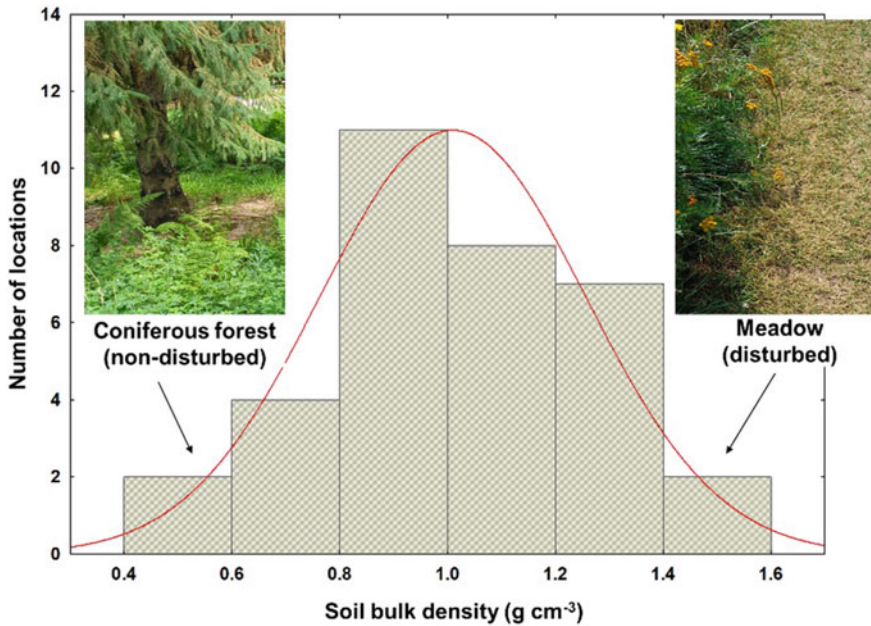 14
12
10
8
6
4
2
0
Number of locations
Coniferous forest
(non-disturbed)
Meadow
(disturbed)
0.4 0.6 0.8 1.0 1.2 1.4 1.6
Soil bulk density (g cm⁻³)